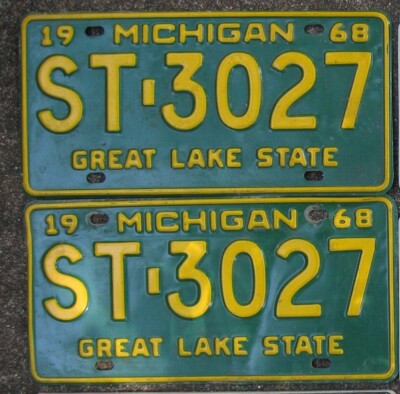 19 MICHIGAN 68
ST-3027
GREAT LAKE STATE
19 MICHIGAN 68
ST-3027
GREAT LAKE STATE